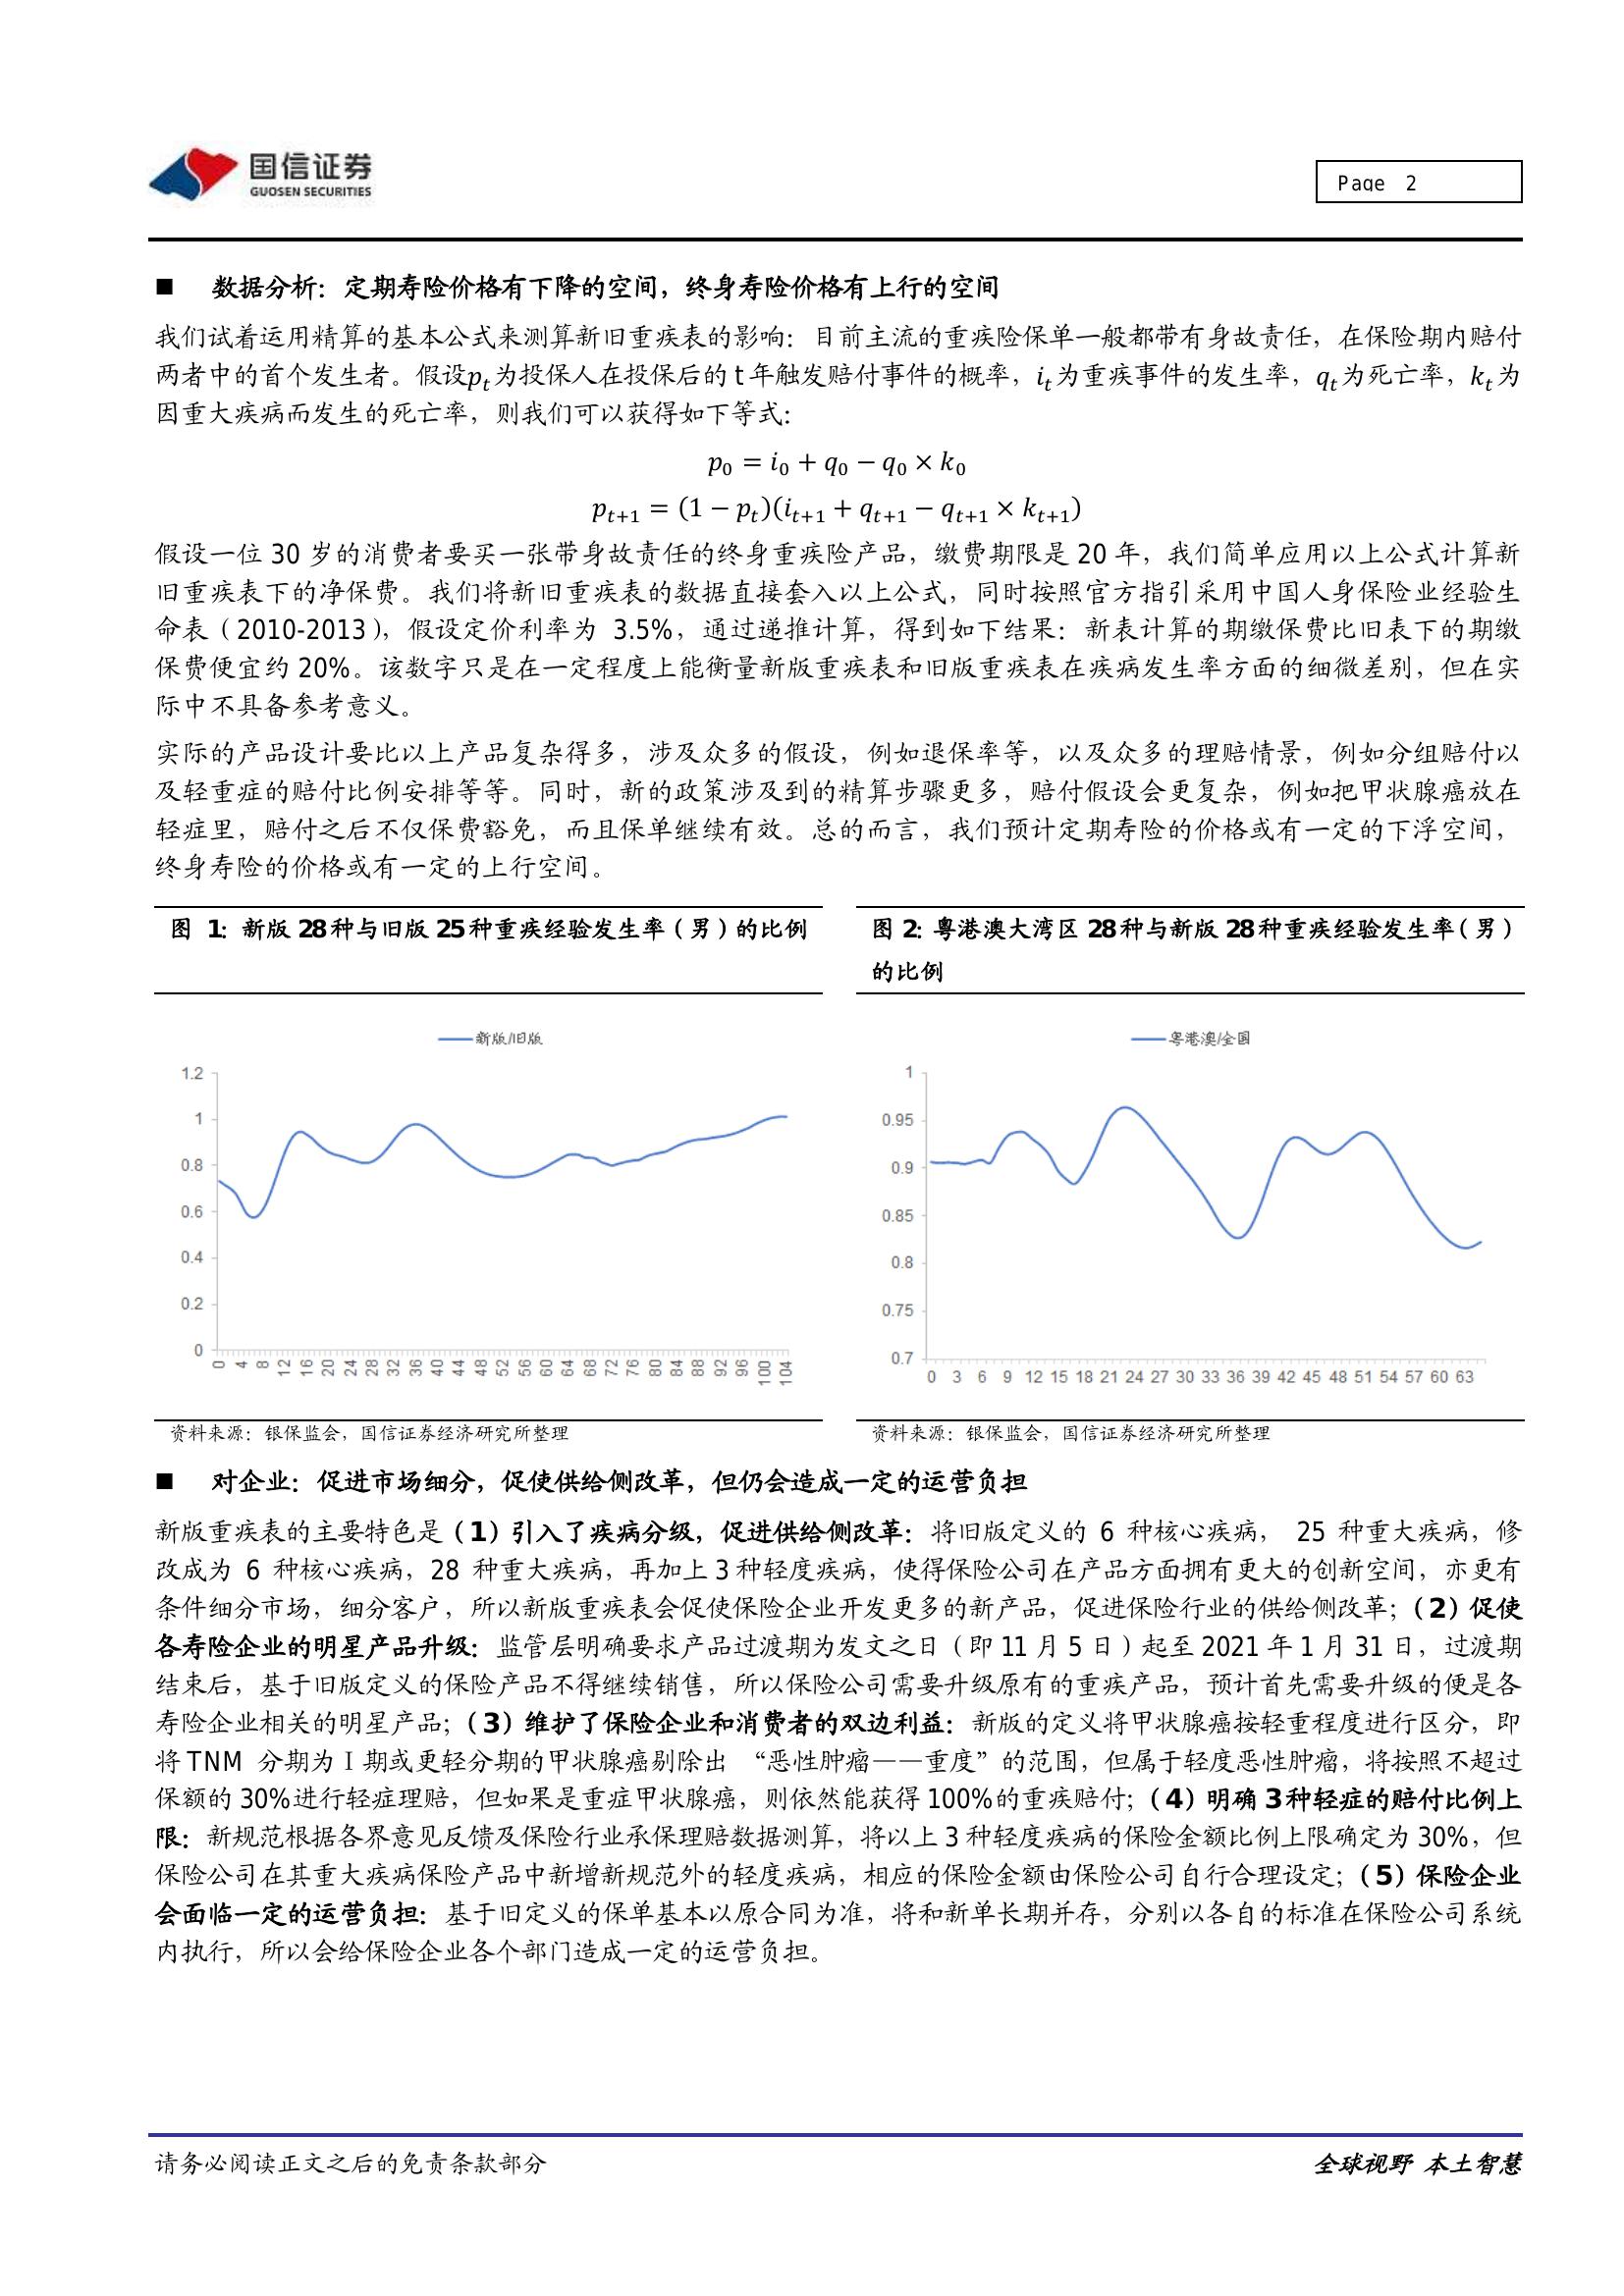 国信证券
GUOSEN SECURITIES
Page 2
■ 数据分析：定期寿险价格有下降的空间，终身寿险价格有上行的空间
我们试着运用精算的基本公式来测算新旧重疾表的影响：目前主流的重疾险保单一般都带有身故责任，在保险期内赔付
两者中的首个发生者。假设p_t为投保人在投保后的 t 年触发赔付事件的概率，i_t为重疾事件的发生率，q_t为死亡率，k_t为
因重大疾病而发生的死亡率，则我们可以获得如下等式：
p_0 = i_0 + q_0 − q_0 × k_0
p_{t+1} = (1 − p_t)(i_{t+1} + q_{t+1} − q_{t+1} × k_{t+1})
假设一位 30 岁的消费者要买一张带身故责任的终身重疾险产品，缴费期限是 20 年，我们简单应用以上公式计算新
旧重疾表下的净保费。我们将新旧重疾表的数据直接套入以上公式，同时按照官方指引采用中国人身保险业经验生
命表（2010-2013），假设定价利率为 3.5%，通过递推计算，得到如下结果：新表计算的期缴保费比旧表下的期缴
保费便宜约 20%。该数字只是在一定程度上能衡量新版重疾表和旧版重疾表在疾病发生率方面的细微差别，但在实
际中不具备参考意义。
实际的产品设计要比以上产品复杂得多，涉及众多的假设，例如退保率等，以及众多的理赔情景，例如分组赔付以
及轻重症的赔付比例安排等等。同时，新的政策涉及到的精算步骤更多，赔付假设会更复杂，例如把甲状腺癌放在
轻症里，赔付之后不仅保费豁免，而且保单继续有效。总的而言，我们预计定期寿险的价格或有一定的下浮空间，
终身寿险的价格或有一定的上行空间。
图 1：新版 28 种与旧版 25 种重疾经验发生率（男）的比例
新版/旧版
1.2
1
0.8
0.6
0.4
0.2
0
0 4 8 12 16 20 24 28 32 36 40 44 48 52 56 60 64 68 72 76 80 84 88 92 96 100 104
资料来源：银保监会，国信证券经济研究所整理
图 2：粤港澳大湾区 28 种与新版 28 种重疾经验发生率（男）
的比例
粤港澳/全国
1
0.95
0.9
0.85
0.8
0.75
0.7
0 3 6 9 12 15 18 21 24 27 30 33 36 39 42 45 48 51 54 57 60 63
资料来源：银保监会，国信证券经济研究所整理
■ 对企业：促进市场细分，促使供给侧改革，但仍会造成一定的运营负担
新版重疾表的主要特色是（1）引入了疾病分级，促进供给侧改革：将旧版定义的 6 种核心疾病， 25 种重大疾病，修
改成为 6 种核心疾病，28 种重大疾病，再加上 3 种轻度疾病，使得保险公司在产品方面拥有更大的创新空间，亦更有
条件细分市场，细分客户，所以新版重疾表会促使保险企业开发更多的新产品，促进保险行业的供给侧改革；（2）促使
各寿险企业的明星产品升级：监管层明确要求产品过渡期为发文之日（即 11 月 5 日）起至 2021 年 1 月 31 日，过渡期
结束后，基于旧版定义的保险产品不得继续销售，所以保险公司需要升级原有的重疾产品，预计首先需要升级的便是各
寿险企业相关的明星产品；（3）维护了保险企业和消费者的双边利益：新版的定义将甲状腺癌按轻重程度进行区分，即
将 TNM 分期为Ⅰ期或更轻分期的甲状腺癌剔除出 “恶性肿瘤——重度”的范围，但属于轻度恶性肿瘤，将按照不超过
保额的 30%进行轻症理赔，但如果是重症甲状腺癌，则依然能获得 100%的重疾赔付；（4）明确 3 种轻症的赔付比例上
限：新规范根据各界意见反馈及保险行业承保理赔数据测算，将以上 3 种轻度疾病的保险金额比例上限确定为 30%，但
保险公司在其重大疾病保险产品中新增新规范外的轻度疾病，相应的保险金额由保险公司自行合理设定；（5）保险企业
会面临一定的运营负担：基于旧定义的保单基本以原合同为准，将和新单长期并存，分别以各自的标准在保险公司系统
内执行，所以会给保险企业各个部门造成一定的运营负担。
请务必阅读正文之后的免责条款部分
全球视野 本土智慧